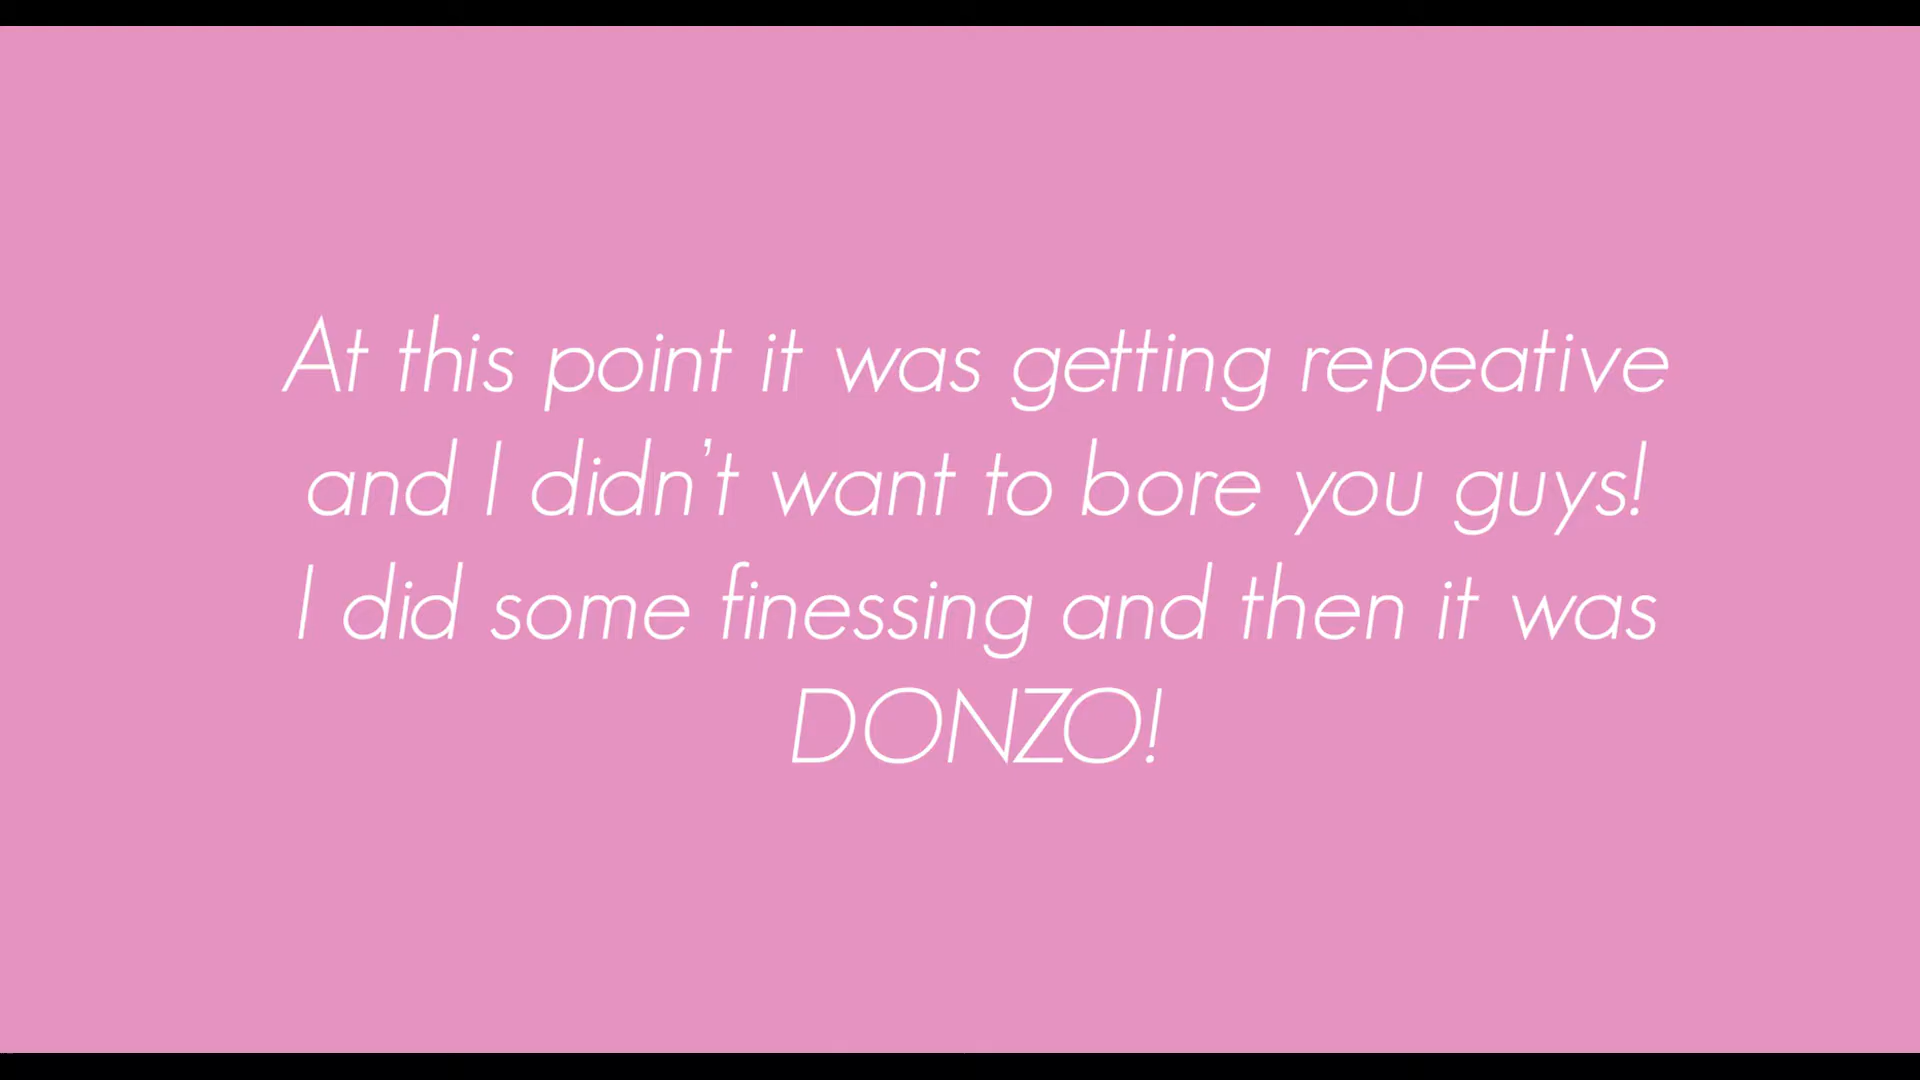 At this point it was getting repeative
and I didn't want to bore you guys!
I did some finessing and then it was
DONZO!